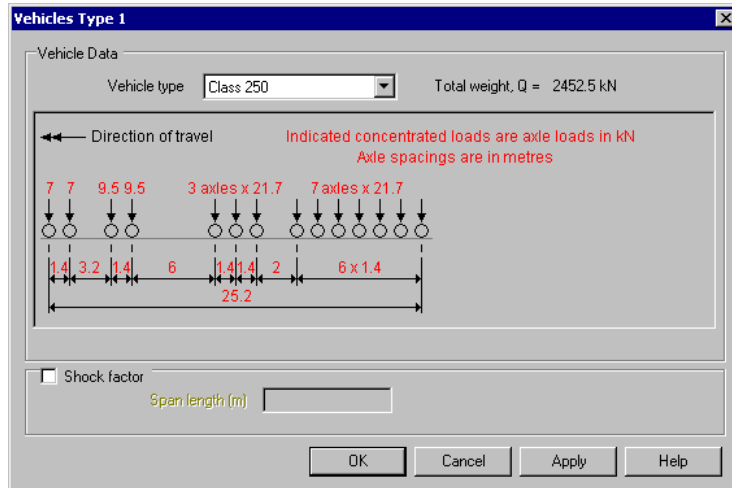 Vehicles Type 1
Vehicle Data
Vehicle type Class 250 Total weight, Q = 2452.5 kN
Direction of travel Indicated concentrated loads are axle loads in kN
Axle spacings are in metres
7 7 9.5 9.5 3 axles x 21.7 7 axles x 21.7
1.4 3.2 1.4 6 1.4 1.4 2 6 x 1.4
25.2
Shock factor
Span length (m)
OK Cancel Apply Help